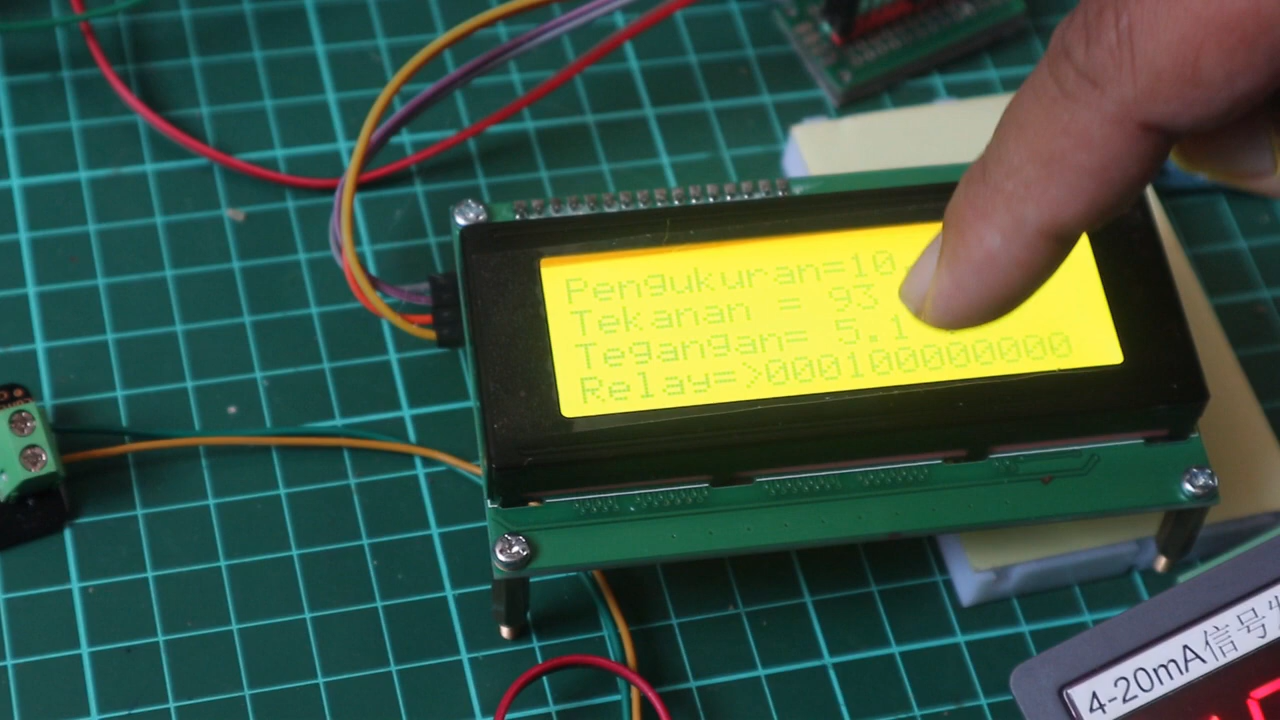 Pengukuran=10
Tekanan = 93
Tegangan= 5.1
Relay=>000100000000
4-20mA信号